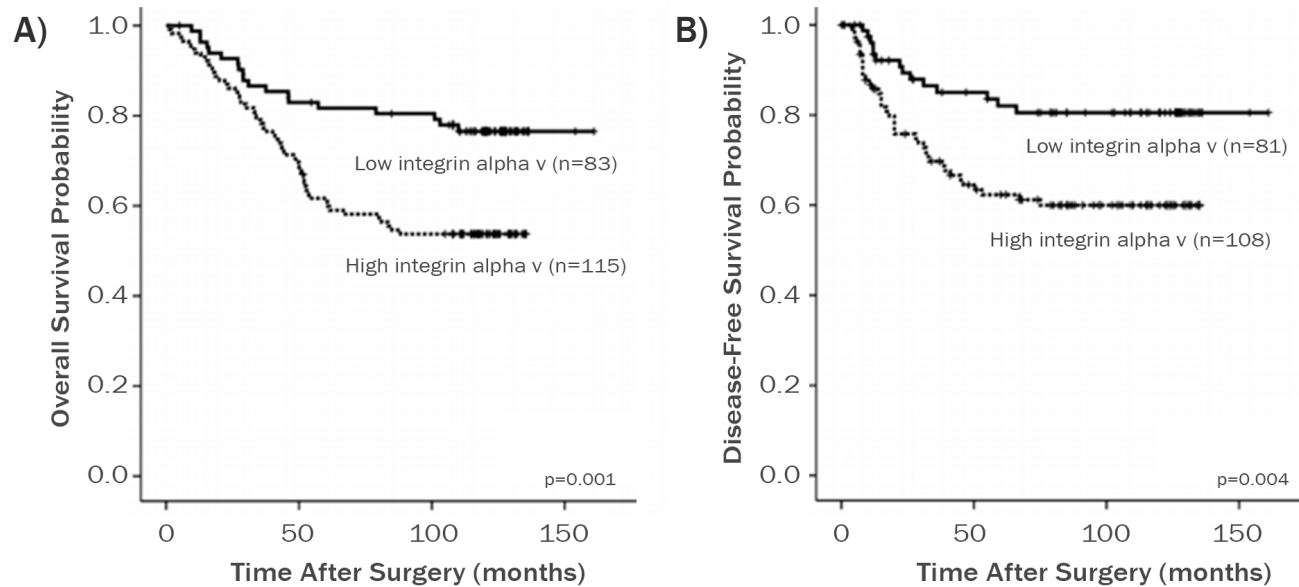 A)
Overall Survival Probability
1.0
0.8
0.6
0.4
0.2
0.0
Low integrin alpha v (n=83)
High integrin alpha v (n=115)
p=0.001
0 50 100 150
Time After Surgery (months)
B)
Disease-Free Survival Probability
1.0
0.8
0.6
0.4
0.2
0.0
Low integrin alpha v (n=81)
High integrin alpha v (n=108)
p=0.004
0 50 100 150
Time After Surgery (months)